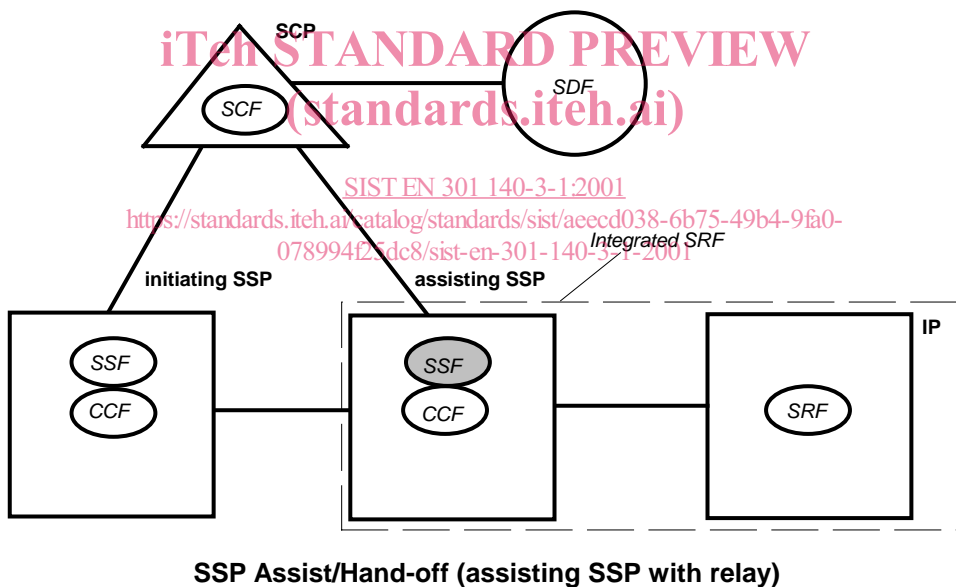 SCP
iTeh STANDARD PREVIEW
SDF
SCF
(standards.iteh.ai)
SIST EN 301 140-3-1:2001
https://standards.iteh.ai/catalog/standards/sist/aeecd038-6b75-49b4-9fa0-
078994f25dc8/sist-en-301-140-3-1-2001
Integrated SRF
initiating SSP
assisting SSP
IP
SSF
SSF
CCF
CCF
SRF
SSP Assist/Hand-off (assisting SSP with relay)